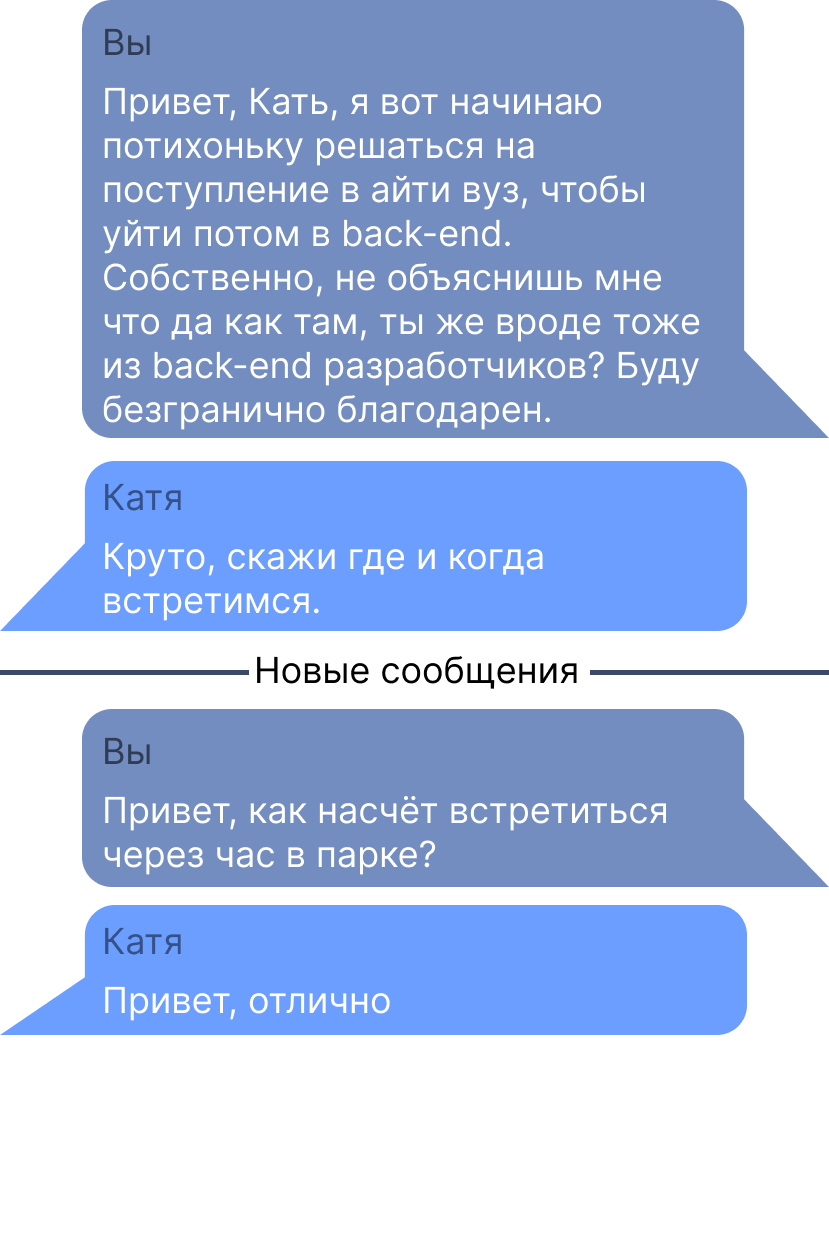 Вы
Привет, Кать, я вот начинаю
потихоньку решаться на
поступление в айти вуз, чтобы
уйти потом в back-end.
Собственно, не объяснишь мне
что да как там, ты же вроде тоже
из back-end разработчиков? Буду
безгранично благодарен.
Катя
Круто, скажи где и когда
встретимся.
Новые сообщения
Вы
Привет, как насчёт встретиться
через час в парке?
Катя
Привет, отлично